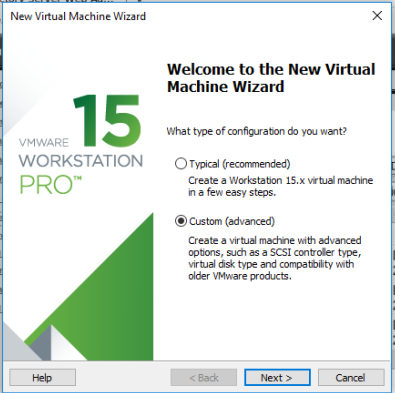 New Virtual Machine Wizard
VMWARE 15
WORKSTATION
PRO™
Welcome to the New Virtual
Machine Wizard
What type of configuration do you want?
Typical (recommended)
Create a Workstation 15.x virtual machine
in a few easy steps.
Custom (advanced)
Create a virtual machine with advanced
options, such as a SCSI controller type,
virtual disk type and compatibility with
older VMware products.
Help
< Back
Next >
Cancel